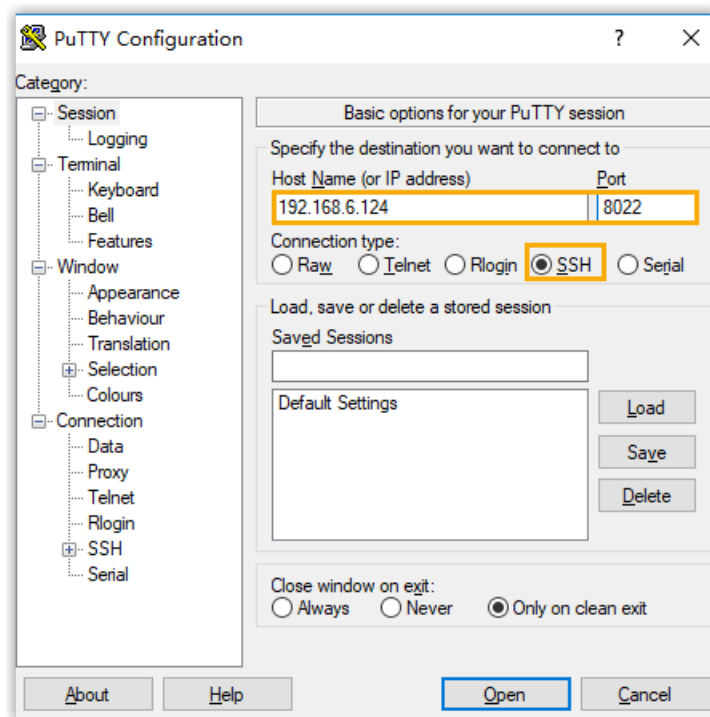 PuTTY Configuration
?
Category:
Session
Logging
Terminal
Keyboard
Bell
Features
Window
Appearance
Behaviour
Translation
Selection
Colours
Connection
Data
Proxy
Telnet
Rlogin
SSH
Serial
Basic options for your PuTTY session
Specify the destination you want to connect to
Host Name (or IP address) Port
192.168.6.124 8022
Connection type:
Raw Telnet Rlogin SSH Serial
Load, save or delete a stored session
Saved Sessions
Default Settings
Load
Save
Delete
Close window on exit:
Always Never Only on clean exit
About Help Open Cancel